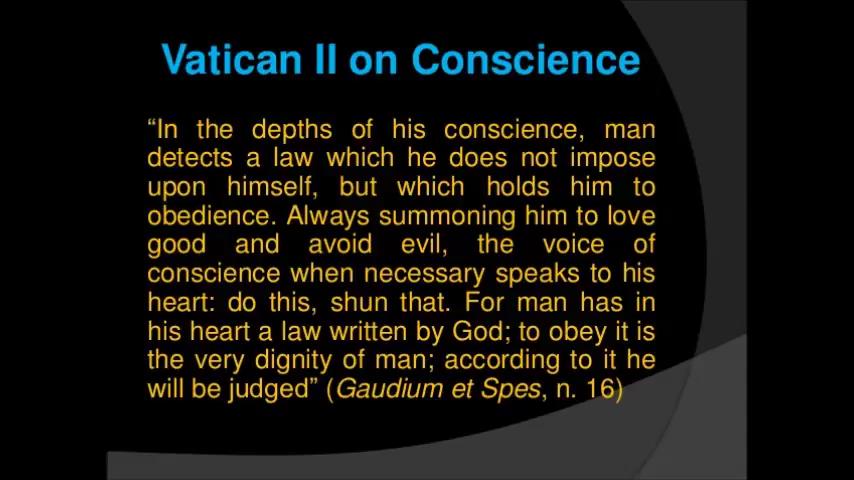 Vatican II on Conscience
“In the depths of his conscience, man
detects a law which he does not impose
upon himself, but which holds him to
obedience. Always summoning him to love
good and avoid evil, the voice of
conscience when necessary speaks to his
heart: do this, shun that. For man has in
his heart a law written by God; to obey it is
the very dignity of man; according to it he
will be judged” (Gaudium et Spes, n. 16)